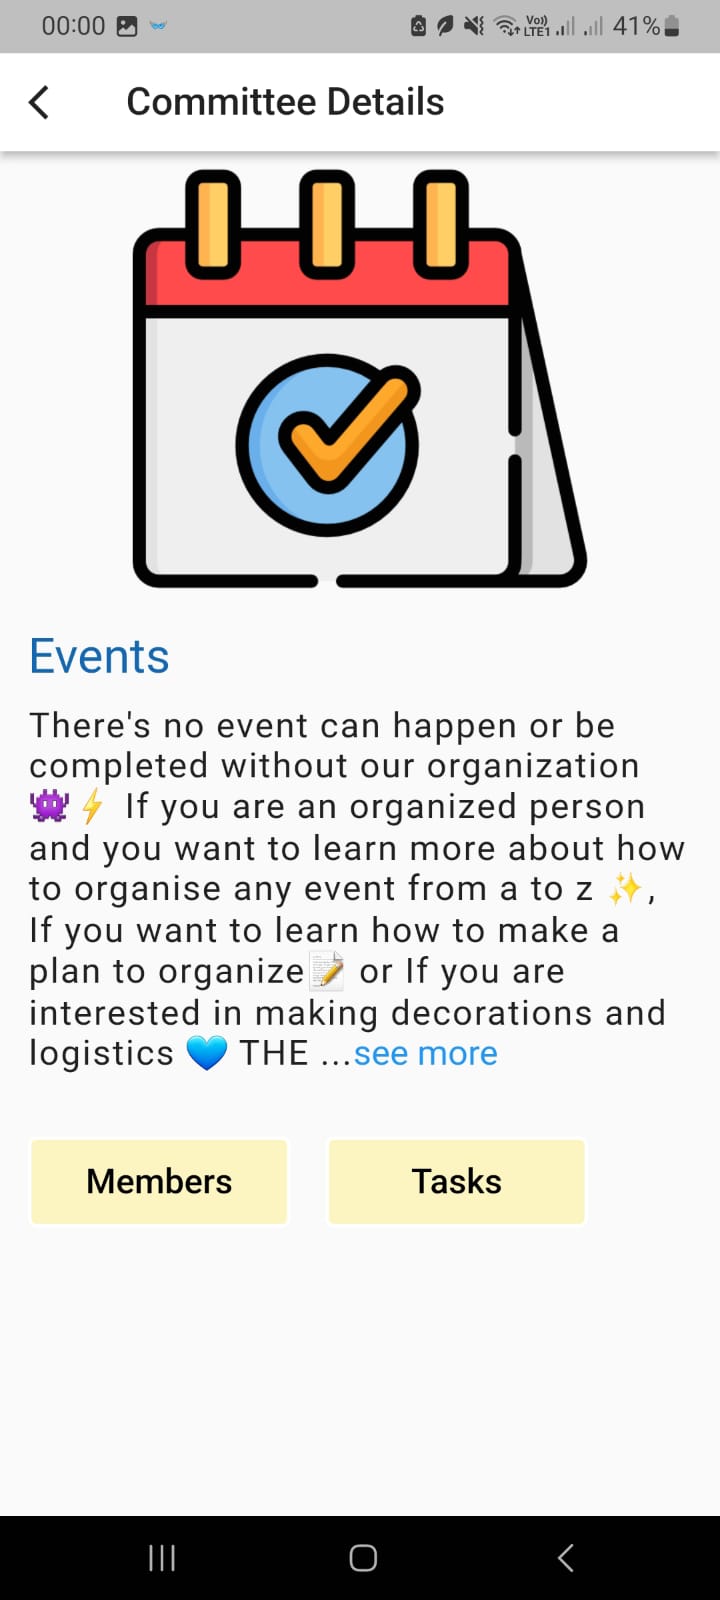 00:00 Vo)) LTE1 41%
Committee Details
Events
There's no event can happen or be
completed without our organization
👾⚡ If you are an organized person
and you want to learn more about how
to organise any event from a to z ✨,
If you want to learn how to make a
plan to organize📝 or If you are
interested in making decorations and
logistics 💙 THE ...see more
Members Tasks